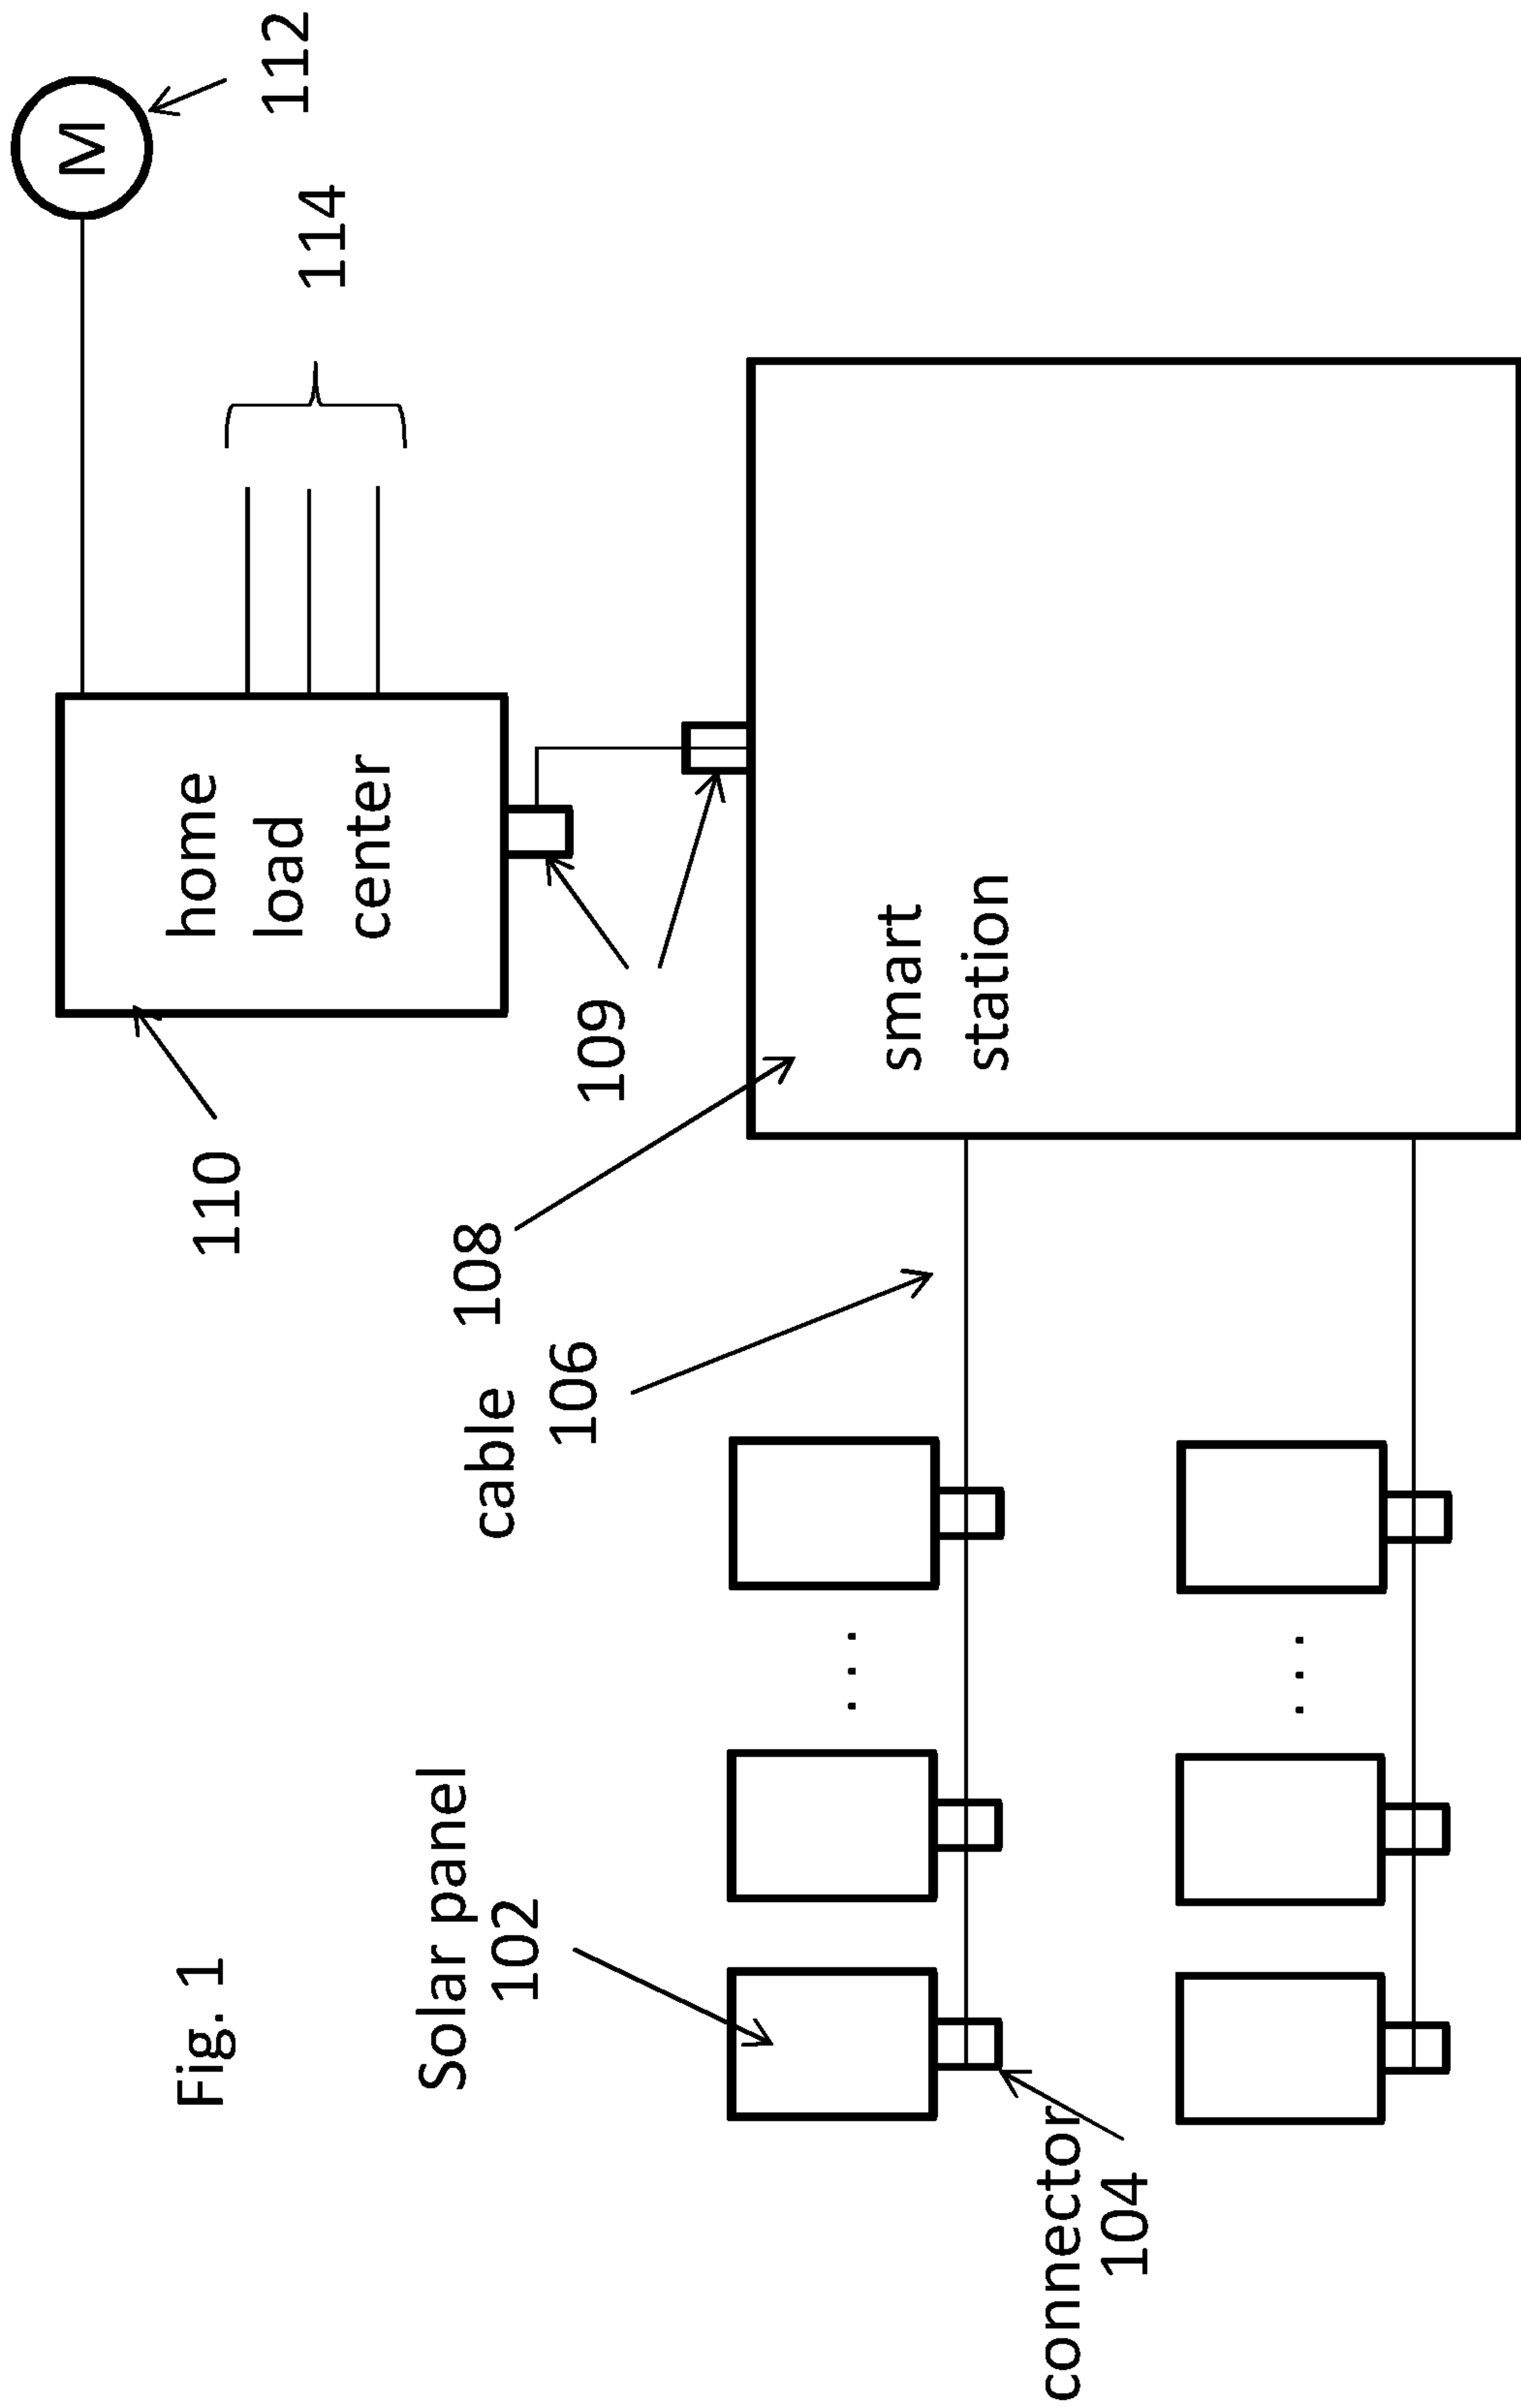 Fig. 1
Solar panel
102
connector
104
cable
106
108
smart
station
109
110
home
load
center
114
M
112